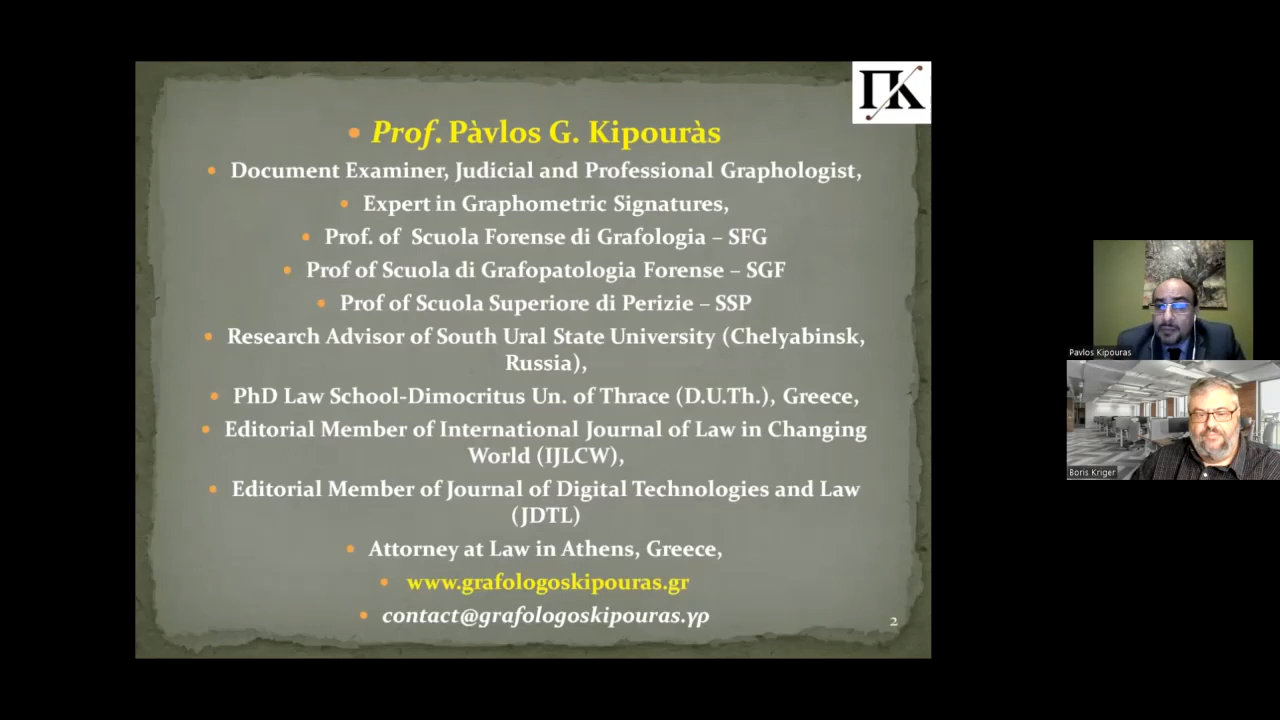 ΠΚ
Prof. Pàvlos G. Kipouràs
Document Examiner, Judicial and Professional Graphologist,
Expert in Graphometric Signatures,
Prof. of Scuola Forense di Grafologia – SFG
Prof of Scuola di Grafopatologia Forense – SGF
Prof of Scuola Superiore di Perizie – SSP
Research Advisor of South Ural State University (Chelyabinsk,
Russia),
PhD Law School-Dimocritus Un. of Thrace (D.U.Th.), Greece,
Editorial Member of International Journal of Law in Changing
World (IJLCW),
Editorial Member of Journal of Digital Technologies and Law
(JDTL)
Attorney at Law in Athens, Greece,
www.grafologoskipouras.gr
contact@grafologoskipouras.γρ
2
Pavlos Kipouras
Boris Kriger